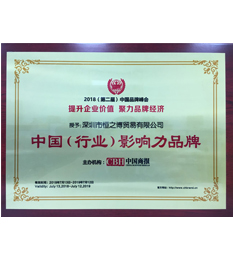 2018（第二届）中国品牌峰会
提升企业价值 聚力品牌经济
授予:深圳市恒之博贸易有限公司
中国（行业）影响力品牌
主办机构: CBH 中国商报